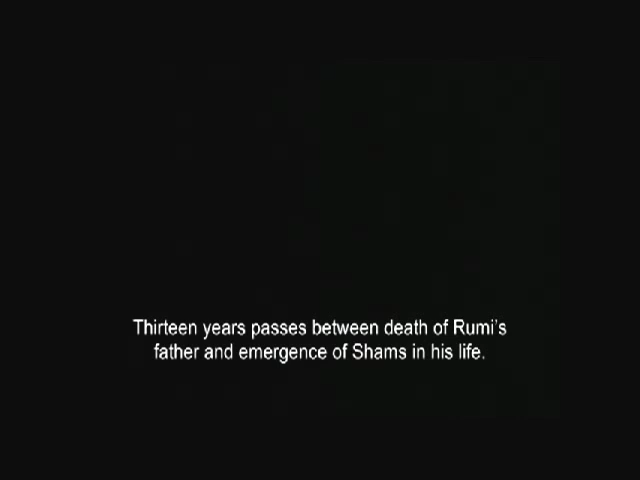 Thirteen years passes between death of Rumi's
father and emergence of Shams in his life.